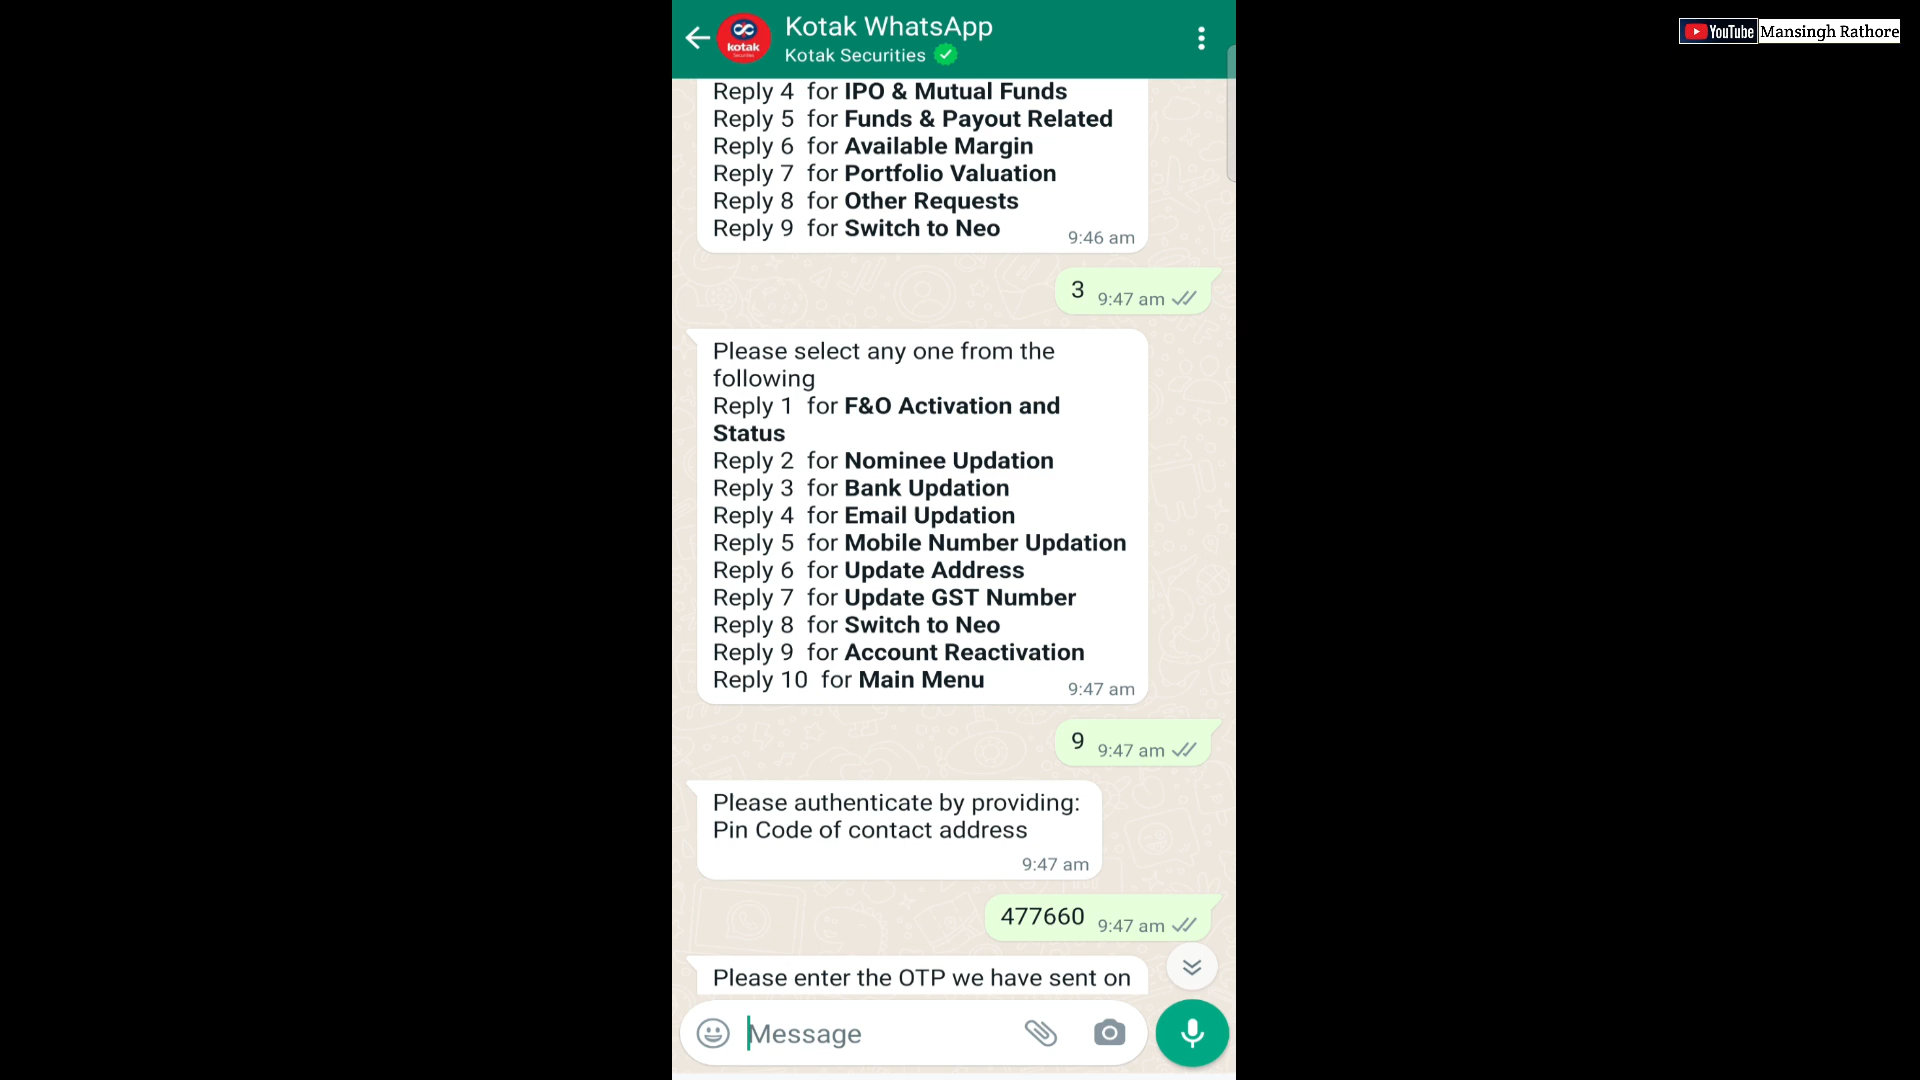 Kotak WhatsApp
Kotak Securities
kotak
Securities
YouTube Mansingh Rathore
Reply 4 for IPO & Mutual Funds
Reply 5 for Funds & Payout Related
Reply 6 for Available Margin
Reply 7 for Portfolio Valuation
Reply 8 for Other Requests
Reply 9 for Switch to Neo
9:46 am
3 9:47 am
Please select any one from the
following
Reply 1 for F&O Activation and
Status
Reply 2 for Nominee Updation
Reply 3 for Bank Updation
Reply 4 for Email Updation
Reply 5 for Mobile Number Updation
Reply 6 for Update Address
Reply 7 for Update GST Number
Reply 8 for Switch to Neo
Reply 9 for Account Reactivation
Reply 10 for Main Menu
9:47 am
9 9:47 am
Please authenticate by providing:
Pin Code of contact address
9:47 am
477660 9:47 am
Please enter the OTP we have sent on
Message